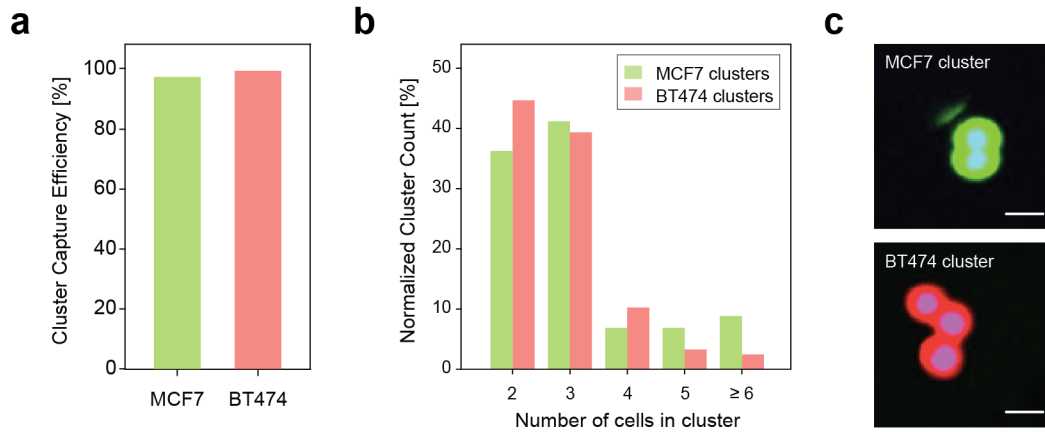 a
Cluster Capture Efficiency [%]
100
80
60
40
20
0
MCF7 BT474
b
Normalized Cluster Count [%]
50
40
30
20
10
0
MCF7 clusters
BT474 clusters
2 3 4 5 ≥ 6
Number of cells in cluster
c
MCF7 cluster
BT474 cluster